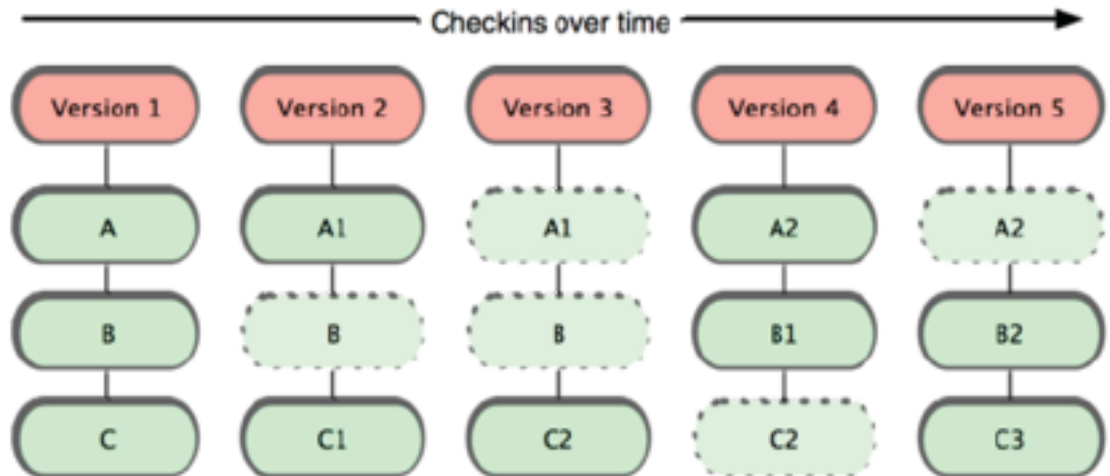 Checkins over time
Version 1 Version 2 Version 3 Version 4 Version 5
A A1 A1 A2 A2
B B B B1 B2
C C1 C2 C2 C3